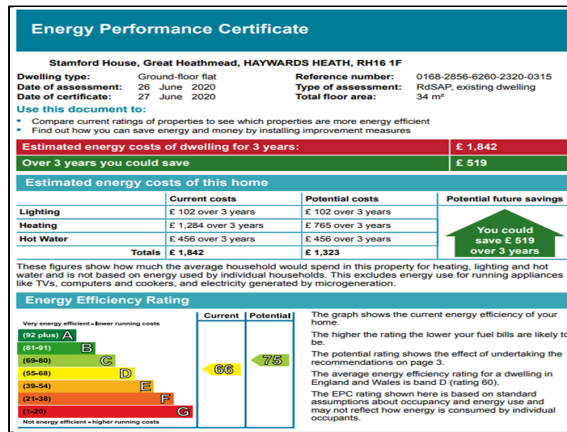 Energy Performance Certificate
Stamford House, Great Heathmead, HAYWARDS HEATH, RH16 1F
Dwelling type: Ground-floor flat Reference number: 0168-2856-6260-2320-0315
Date of assessment: 26 June 2020 Type of assessment: RdSAP, existing dwelling
Date of certificate: 27 June 2020 Total floor area: 34 m²
Use this document to:
• Compare current ratings of properties to see which properties are more energy efficient
• Find out how you can save energy and money by installing improvement measures
Estimated energy costs of dwelling for 3 years: £ 1,842
Over 3 years you could save £ 519
Estimated energy costs of this home
Current costs Potential costs Potential future savings
Lighting £ 102 over 3 years £ 102 over 3 years
Heating £ 1,284 over 3 years £ 765 over 3 years
Hot Water £ 456 over 3 years £ 456 over 3 years
Totals £ 1,842 £ 1,323
You could
save £ 519
over 3 years
These figures show how much the average household would spend in this property for heating, lighting and hot
water and is not based on energy used by individual households. This excludes energy use for running appliances
like TVs, computers and cookers, and electricity generated by microgeneration.
Energy Efficiency Rating
Current Potential
Very energy efficient - lower running costs
(92 plus) A
(81-91) B
(69-80) C
(55-68) D
(39-54) E
(21-38) F
(1-20) G
Not energy efficient - higher running costs
66
75
The graph shows the current energy efficiency of your
home.
The higher the rating the lower your fuel bills are likely to
be.
The potential rating shows the effect of undertaking the
recommendations on page 3.
The average energy efficiency rating for a dwelling in
England and Wales is band D (rating 60).
The EPC rating shown here is based on standard
assumptions about occupancy and energy use and
may not reflect how energy is consumed by individual
occupants.